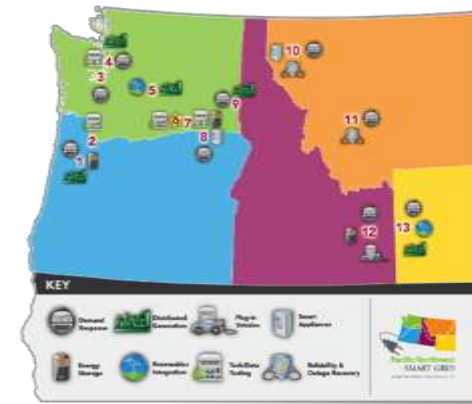 10
4
3
5
9
6
7
11
2
8
1
12
13
KEY
Demand
Response
Distributed
Generation
Plug-in
Vehicles
Smart
Appliances
Energy
Storage
Renewables
Integration
Tech/Data
Testing
Reliability &
Outage Recovery
Pacific Northwest
SMART GRID